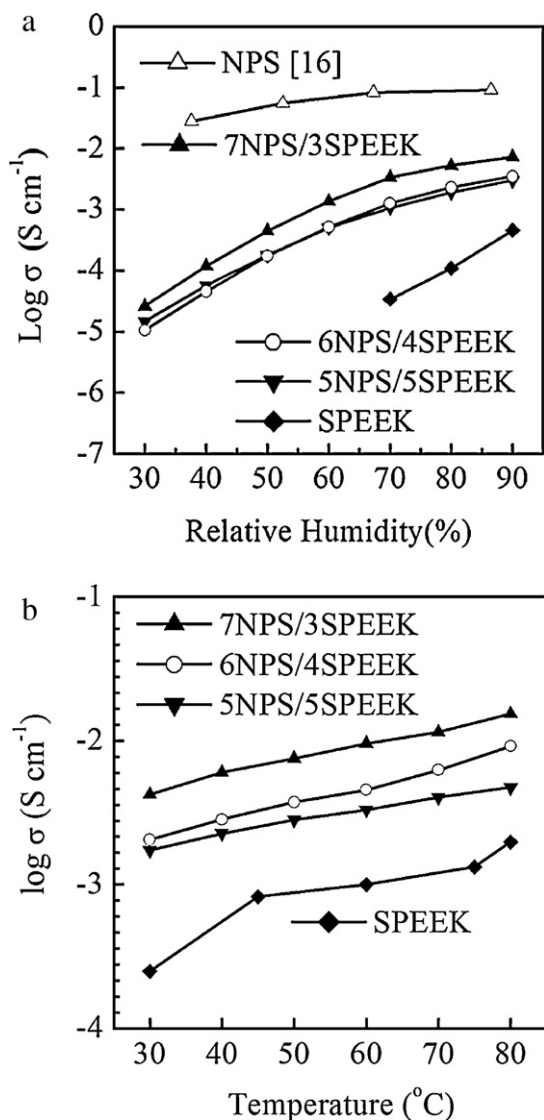 a
0
-1
-2
-3
-4
-5
-6
-7
Log σ (S cm⁻¹)
NPS [16]
7NPS/3SPEEK
6NPS/4SPEEK
5NPS/5SPEEK
SPEEK
30 40 50 60 70 80 90
Relative Humidity(%)
b
-1
-2
-3
-4
log σ (S cm⁻¹)
7NPS/3SPEEK
6NPS/4SPEEK
5NPS/5SPEEK
SPEEK
30 40 50 60 70 80
Temperature (°C)